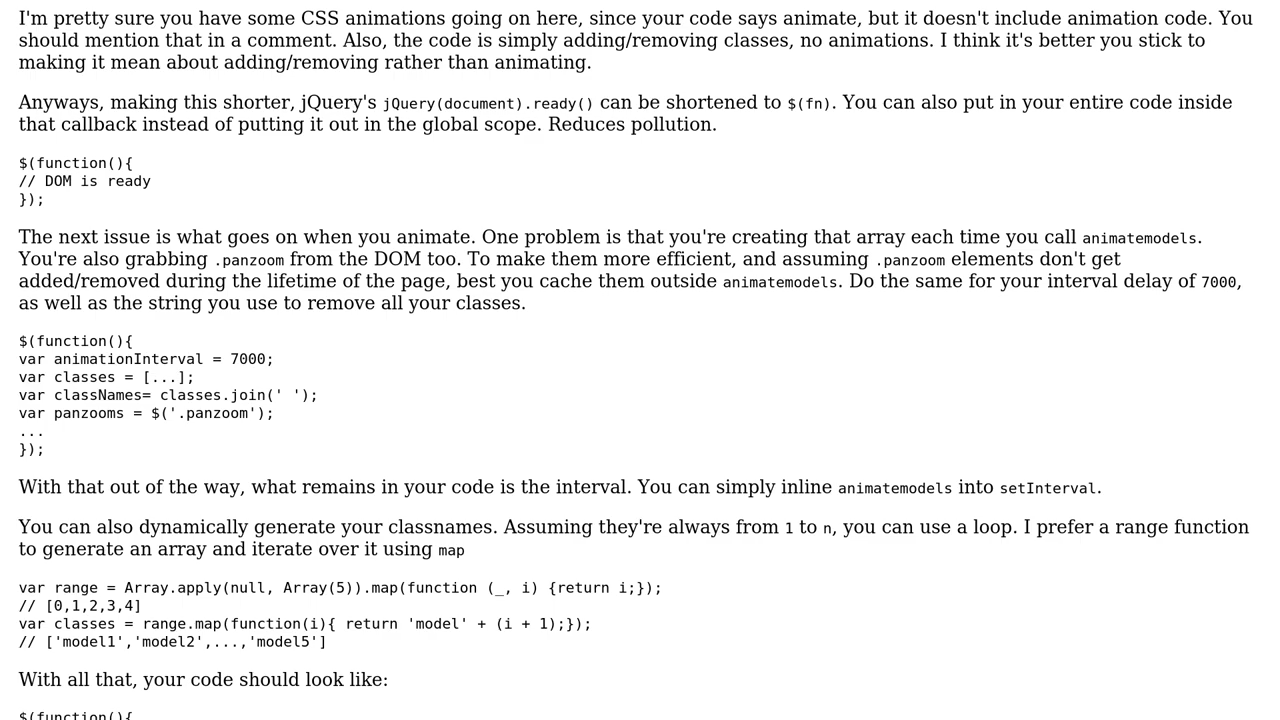 I'm pretty sure you have some CSS animations going on here, since your code says animate, but it doesn't include animation code. You
should mention that in a comment. Also, the code is simply adding/removing classes, no animations. I think it's better you stick to
making it mean about adding/removing rather than animating.
Anyways, making this shorter, jQuery's jQuery(document).ready() can be shortened to $(fn). You can also put in your entire code inside
that callback instead of putting it out in the global scope. Reduces pollution.
$(function(){
// DOM is ready
});
The next issue is what goes on when you animate. One problem is that you're creating that array each time you call animatemodels.
You're also grabbing .panzoom from the DOM too. To make them more efficient, and assuming .panzoom elements don't get
added/removed during the lifetime of the page, best you cache them outside animatemodels. Do the same for your interval delay of 7000,
as well as the string you use to remove all your classes.
$(function(){
var animationInterval = 7000;
var classes = [...];
var classNames= classes.join(' ');
var panzooms = $('.panzoom');
...
});
With that out of the way, what remains in your code is the interval. You can simply inline animatemodels into setInterval.
You can also dynamically generate your classnames. Assuming they're always from 1 to n, you can use a loop. I prefer a range function
to generate an array and iterate over it using map
var range = Array.apply(null, Array(5)).map(function (_, i) {return i;});
// [0,1,2,3,4]
var classes = range.map(function(i){ return 'model' + (i + 1);});
// ['model1','model2',...,'model5']
With all that, your code should look like:
$(function(){